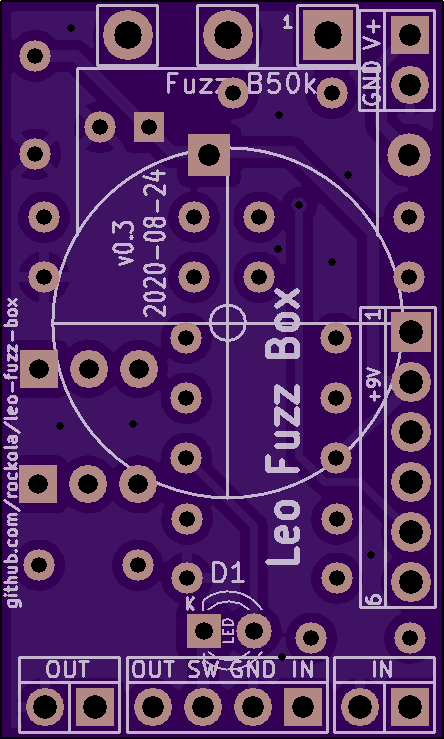 1
V+
GND
Fuzz B50k
v0.3
2020-08-24
Leo Fuzz Box
github.com/rockola/leo-fuzz-box
1
+9V
6
D1
K
LED
OUT
OUT SW GND IN
IN